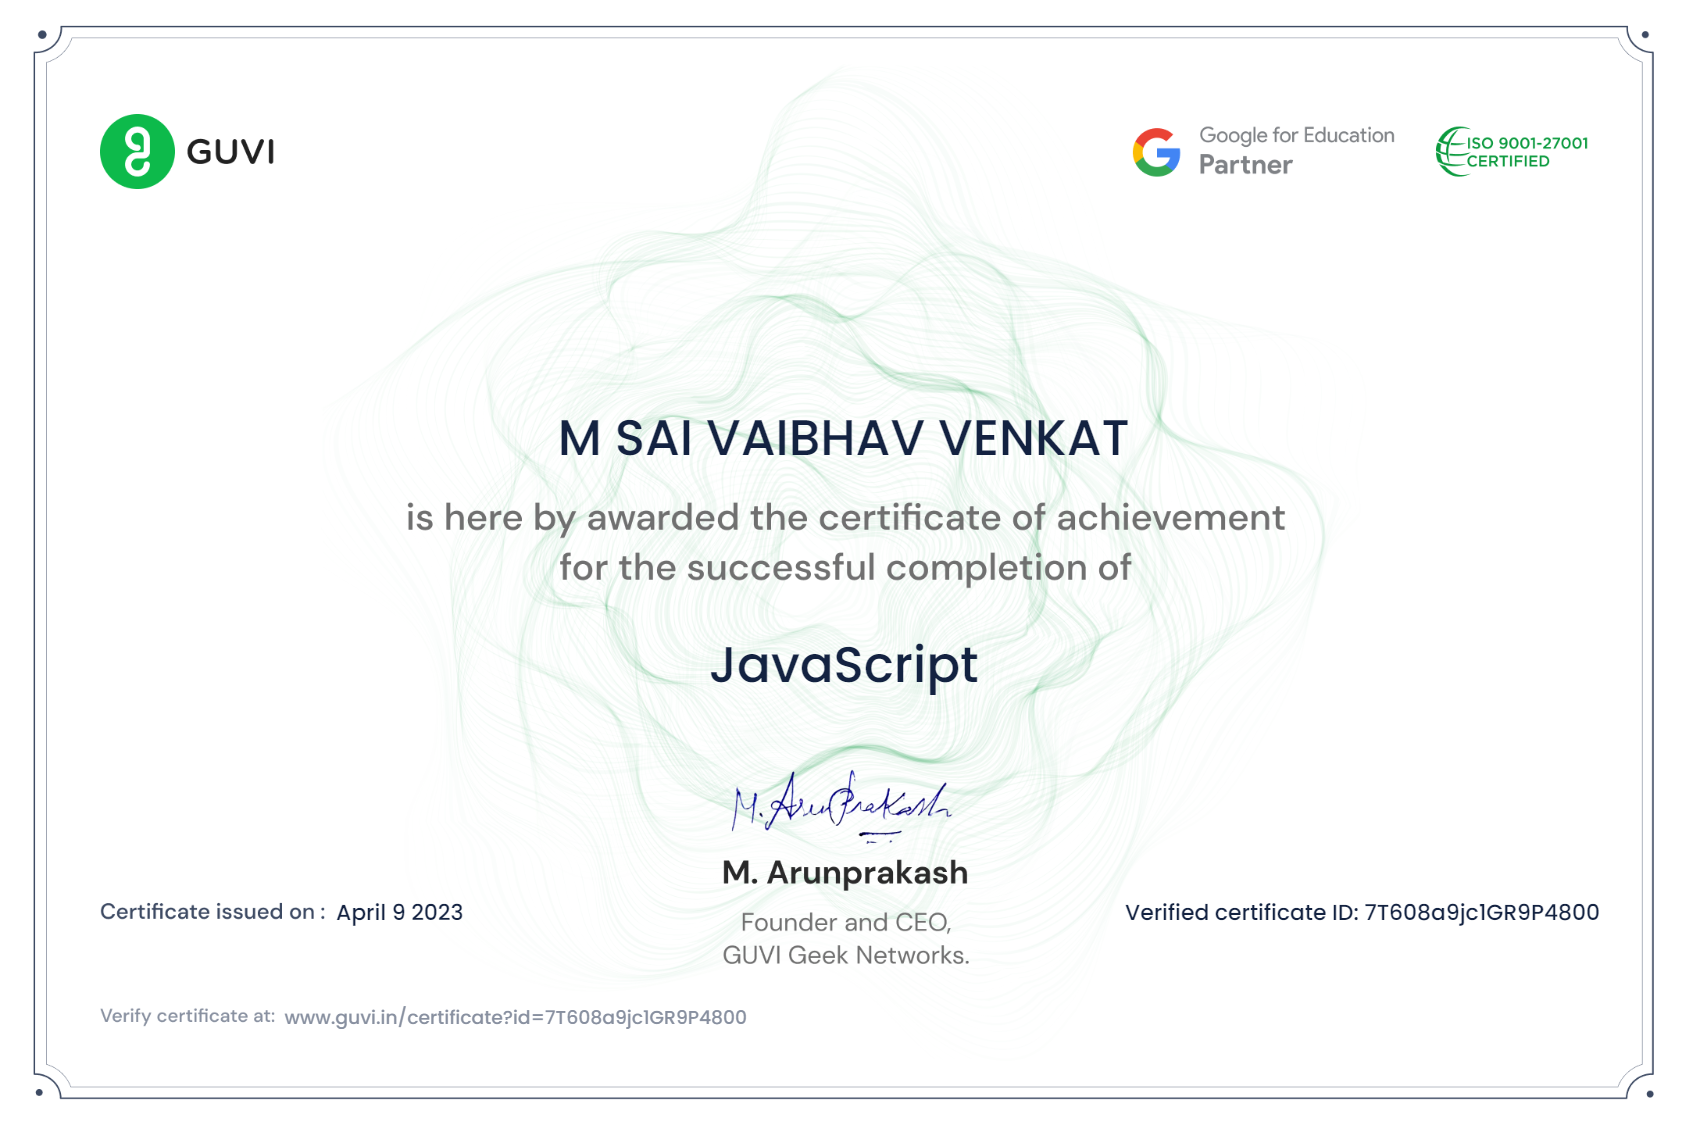 GUVI
Google for Education
Partner
ISO 9001-27001
CERTIFIED
M SAI VAIBHAV VENKAT
is here by awarded the certificate of achievement
for the successful completion of
JavaScript
M. ArunPrakash
M. Arunprakash
Founder and CEO,
GUVI Geek Networks.
Certificate issued on : April 9 2023
Verified certificate ID: 7T608a9jc1GR9P4800
Verify certificate at: www.guvi.in/certificate?id=7T608a9jc1GR9P4800